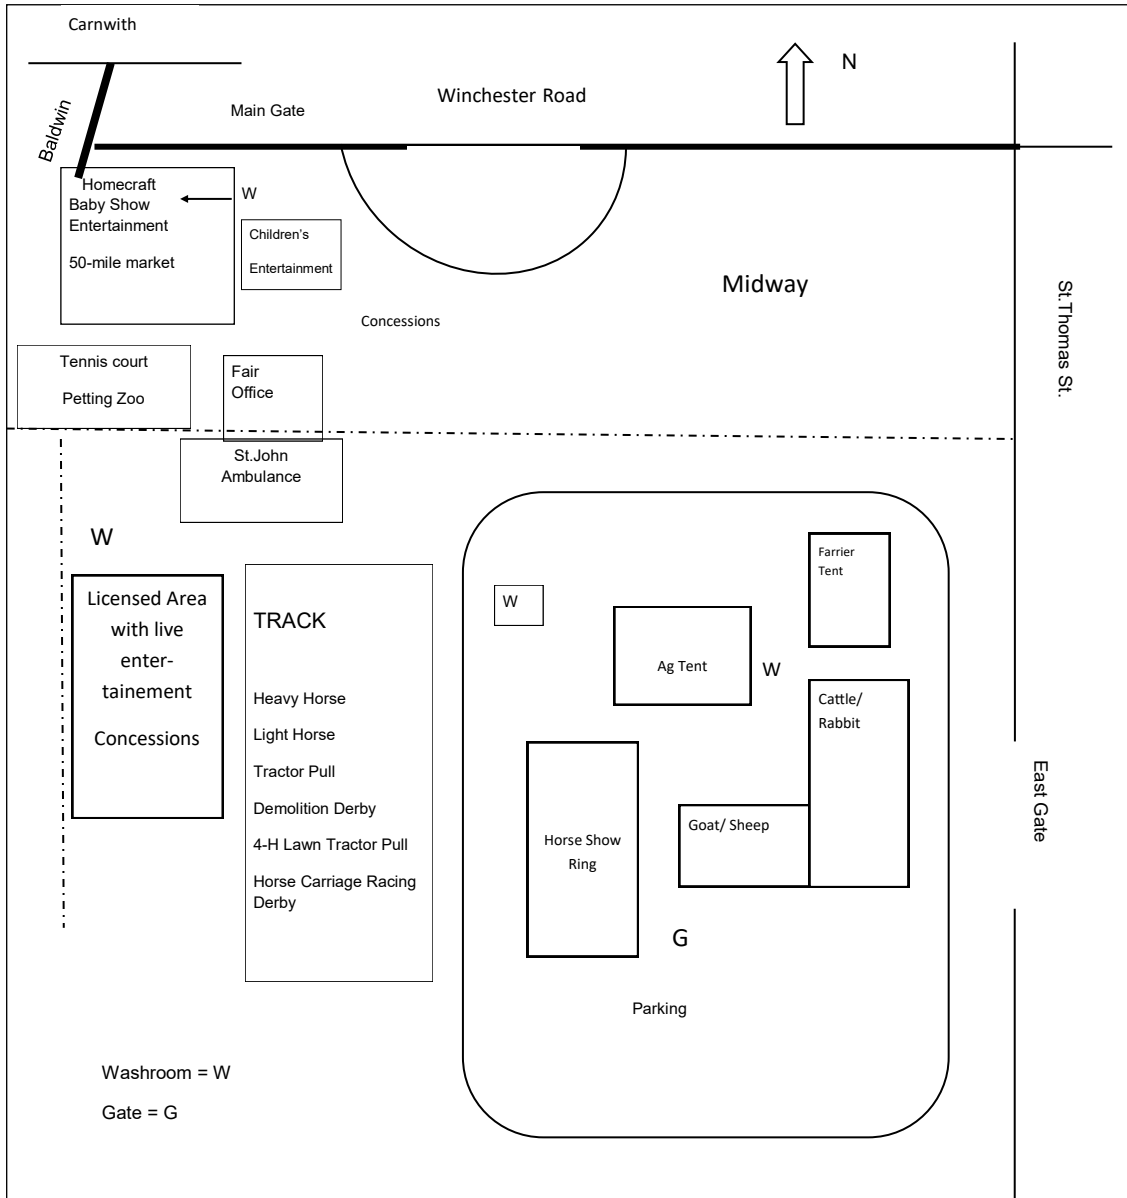 Carnwith
N
Winchester Road
Main Gate
Baldwin
Homecraft
Baby Show
Entertainment
50-mile market
W
Children's
Entertainment
Midway
St.Thomas St.
Concessions
Tennis court
Petting Zoo
Fair
Office
St.John
Ambulance
W
Licensed Area
with live
enter-
tainement
Concessions
TRACK
Heavy Horse
Light Horse
Tractor Pull
Demolition Derby
4-H Lawn Tractor Pull
Horse Carriage Racing
Derby
W
Ag Tent
W
Farrier
Tent
Cattle/
Rabbit
East Gate
Goat/ Sheep
Horse Show
Ring
G
Parking
Washroom = W
Gate = G